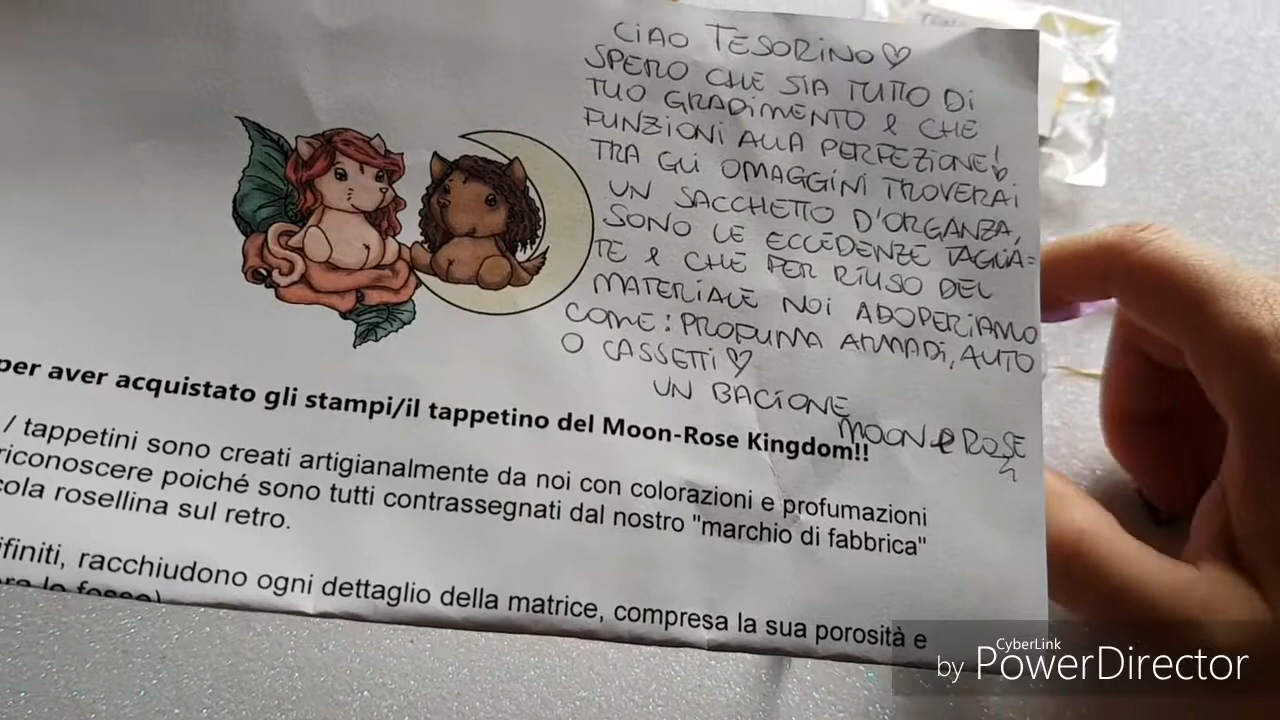 CIAO TESORINO♡
SPERO CHE SIA TUTTO DI
TUO GRADIMENTO & CHE
FUNZIONI ALLA PERFEZIONE!
TRA GLI OMAGGINI TROVERAI
UN SACCHETTO D'ORGANZA,
SONO LE ECCEDENZE TAGLIA=
TE & CHE PER RIUSO DEL
MATERIALE NOI ADOPERIAMO
COME: PROFUMA ARMADI, AUTO
O CASSETTI♡
UN BACIONE
MOON & ROSE
per aver acquistato gli stampi/il tappetino del Moon-Rose Kingdom!!
/ tappetini sono creati artigianalmente da noi con colorazioni e profumazioni
riconoscere poiché sono tutti contrassegnati dal nostro "marchio di fabbrica"
cola rosellina sul retro.
ifiniti, racchiudono ogni dettaglio della matrice, compresa la sua porosità e
CyberLink
by PowerDirector